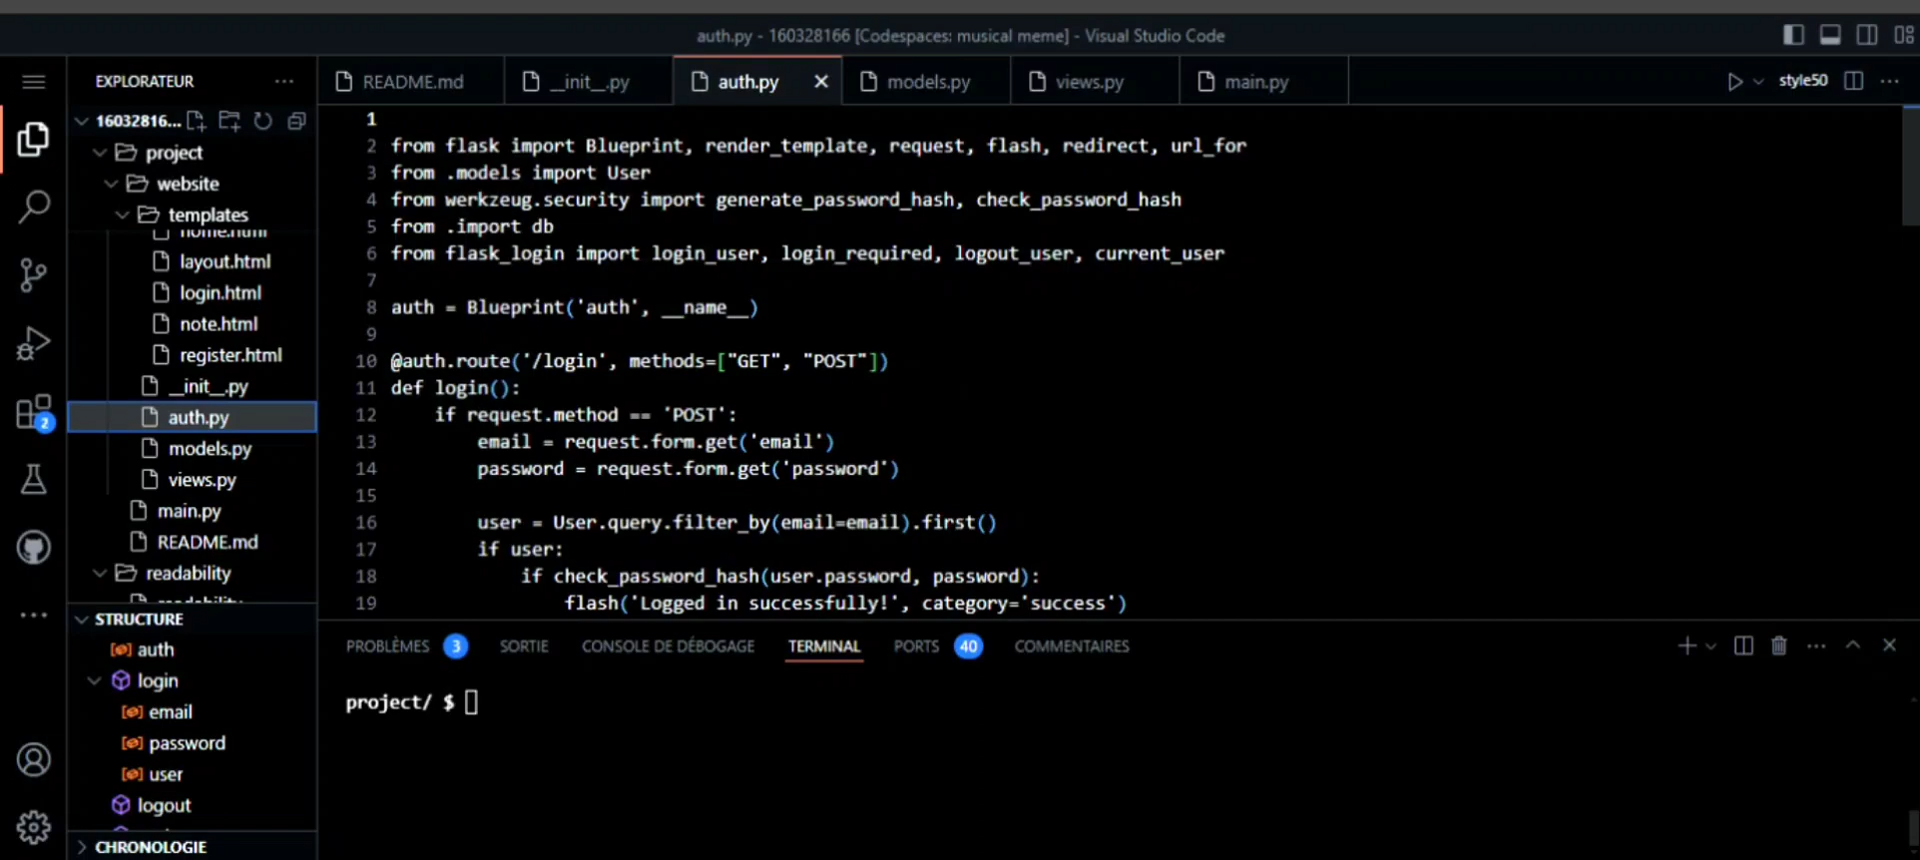 auth.py - 160328166 [Codespaces: musical meme] - Visual Studio Code
EXPLORATEUR
README.md
__init__.py
auth.py
models.py
views.py
main.py
style50
16032816...
project
website
templates
home.html
layout.html
login.html
note.html
register.html
__init__.py
auth.py
models.py
views.py
main.py
README.md
readability
2
STRUCTURE
auth
login
email
password
user
logout
CHRONOLOGIE
1
2 from flask import Blueprint, render_template, request, flash, redirect, url_for
3 from .models import User
4 from werkzeug.security import generate_password_hash, check_password_hash
5 from .import db
6 from flask_login import login_user, login_required, logout_user, current_user
7
8 auth = Blueprint('auth', __name__)
9
10 @auth.route('/login', methods=["GET", "POST"])
11 def login():
12 if request.method == 'POST':
13 email = request.form.get('email')
14 password = request.form.get('password')
15
16 user = User.query.filter_by(email=email).first()
17 if user:
18 if check_password_hash(user.password, password):
19 flash('Logged in successfully!', category='success')
PROBLÈMES 3 SORTIE CONSOLE DE DÉBOGAGE TERMINAL PORTS 40 COMMENTAIRES
project/ $